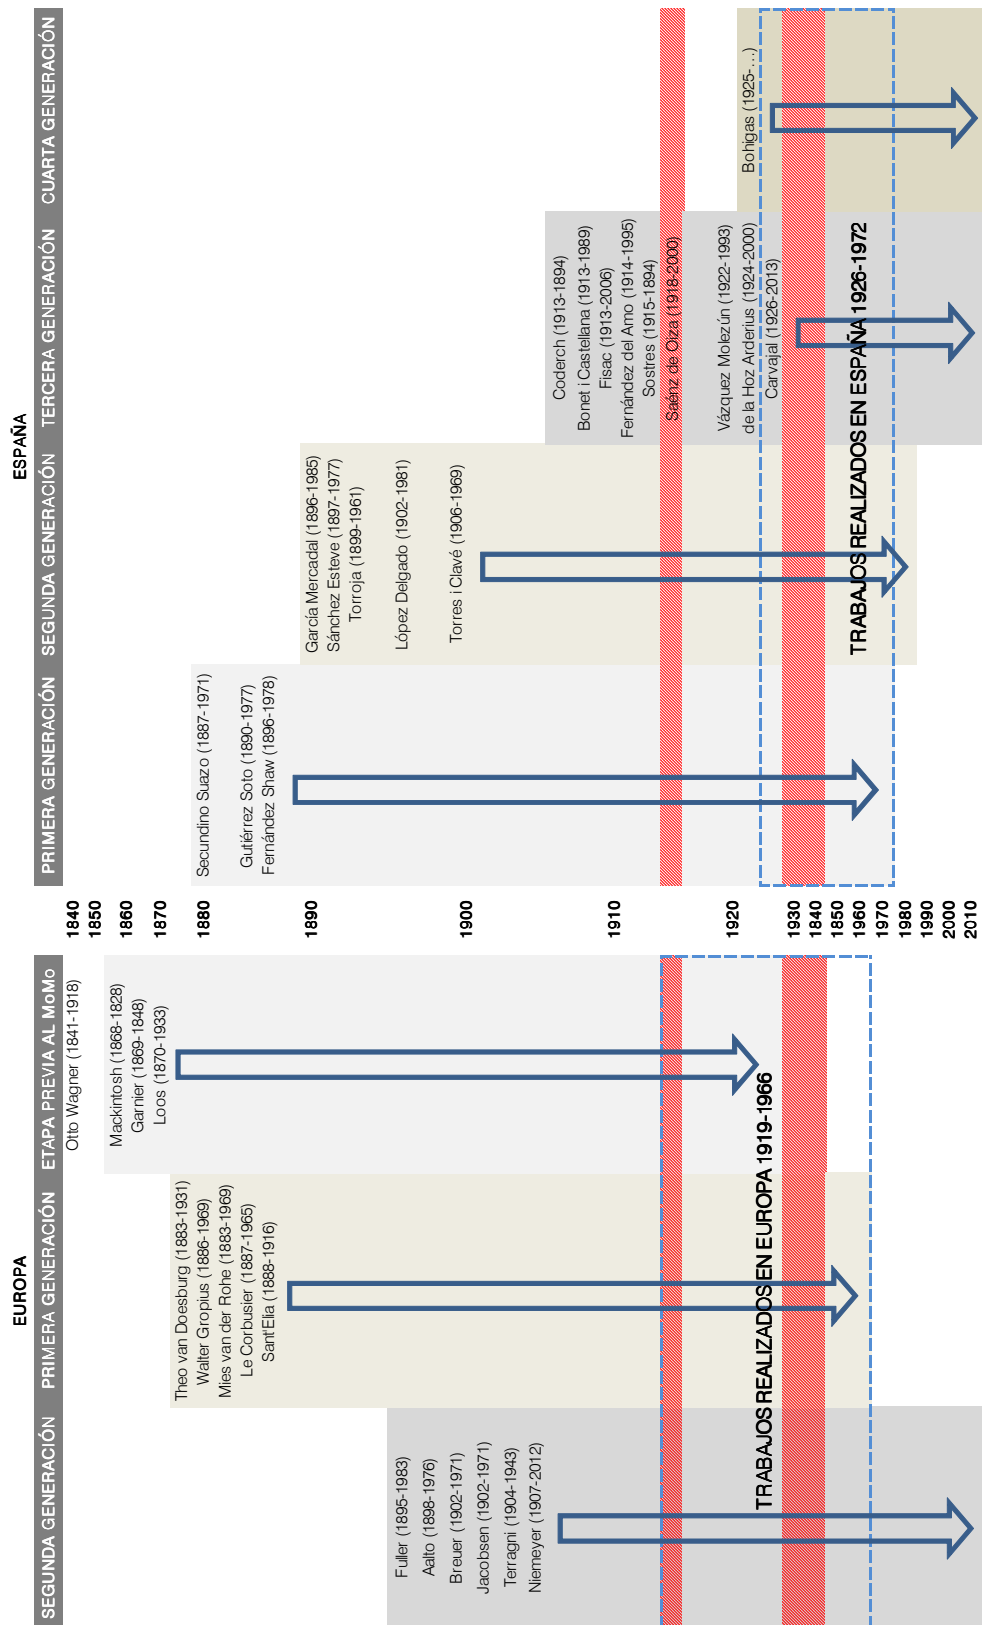 EUROPA
SEGUNDA GENERACIÓN
PRIMERA GENERACIÓN
ETAPA PREVIA AL MoMo
Otto Wagner (1841-1918)
Mackintosh (1868-1828)
Garnier (1869-1848)
Loos (1870-1933)
Theo van Doesburg (1883-1931)
Walter Gropius (1886-1969)
Mies van der Rohe (1883-1969)
Le Corbusier (1887-1965)
Sant'Elia (1888-1916)
Fuller (1895-1983)
Aalto (1898-1976)
Breuer (1902-1971)
Jacobsen (1902-1971)
Terragni (1904-1943)
Niemeyer (1907-2012)
TRABAJOS REALIZADOS EN EUROPA 1919-1966
1840
1850
1860
1870
1880
1890
1900
1910
1920
1930
1840
1850
1960
1970
1980
1990
2000
2010
ESPAÑA
PRIMERA GENERACIÓN
SEGUNDA GENERACIÓN
TERCERA GENERACIÓN
CUARTA GENERACIÓN
Secundino Suazo (1887-1971)
Gutiérrez Soto (1890-1977)
Fernández Shaw (1896-1978)
García Mercadal (1896-1985)
Sánchez Esteve (1897-1977)
Torroja (1899-1961)
López Delgado (1902-1981)
Torres i Clavé (1906-1969)
Coderch (1913-1894)
Bonet i Castellana (1913-1989)
Fisac (1913-2006)
Fernández del Amo (1914-1995)
Sostres (1915-1894)
Saénz de Oiza (1918-2000)
Vázquez Molezún (1922-1993)
de la Hoz Arderius (1924-2000)
Carvajal (1926-2013)
Bohigas (1925-…)
TRABAJOS REALIZADOS EN ESPAÑA 1926-1972